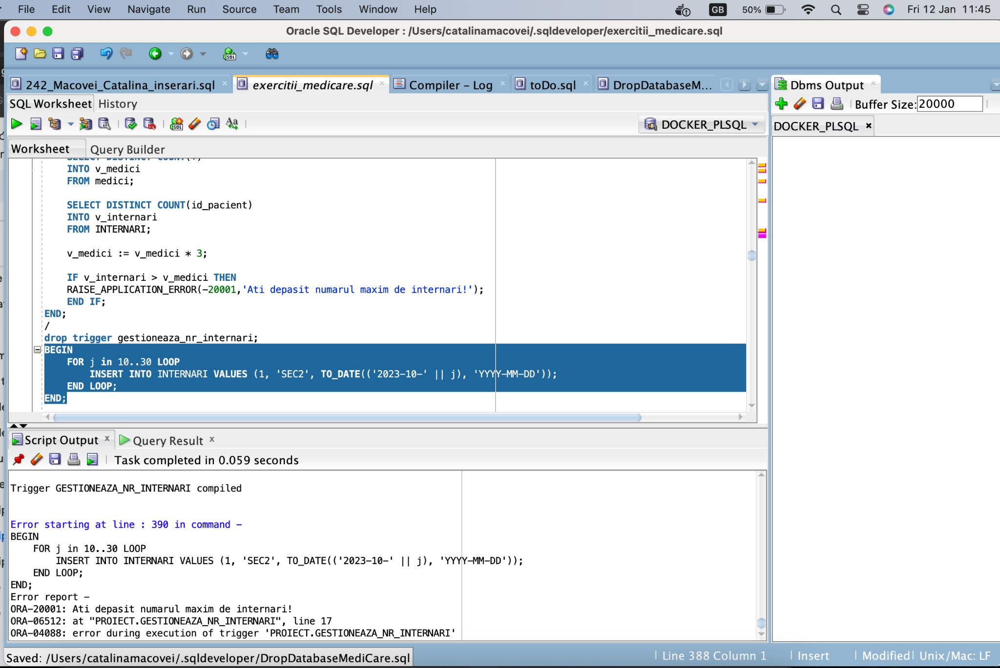 File Edit View Navigate Run Source Team Tools Window Help GB 50% Fri 12 Jan 11:45
Oracle SQL Developer : /Users/catalinamacovei/.sqldeveloper/exercitii_medicare.sql
242_Macovei_Catalina_inserari.sql exercitii_medicare.sql Compiler – Log toDo.sql DropDatabaseM... Dbms Output
SQL Worksheet History
Buffer Size: 20000
DOCKER_PLSQL
DOCKER_PLSQL
Worksheet Query Builder
SELECT DISTINCT COUNT(*)
INTO v_medici
FROM medici;
SELECT DISTINCT COUNT(id_pacient)
INTO v_internari
FROM INTERNARI;
v_medici := v_medici * 3;
IF v_internari > v_medici THEN
RAISE_APPLICATION_ERROR(-20001,'Ati depasit numarul maxim de internari!');
END IF;
END;
/
drop trigger gestioneaza_nr_internari;
BEGIN
FOR j in 10..30 LOOP
INSERT INTO INTERNARI VALUES (1, 'SEC2', TO_DATE(('2023-10-' || j), 'YYYY-MM-DD'));
END LOOP;
END;
Script Output Query Result
Task completed in 0.059 seconds
Trigger GESTIONEAZA_NR_INTERNARI compiled
Error starting at line : 390 in command -
BEGIN
FOR j in 10..30 LOOP
INSERT INTO INTERNARI VALUES (1, 'SEC2', TO_DATE(('2023-10-' || j), 'YYYY-MM-DD'));
END LOOP;
END;
Error report -
ORA-20001: Ati depasit numarul maxim de internari!
ORA-06512: at "PROIECT.GESTIONEAZA_NR_INTERNARI", line 17
ORA-04088: error during execution of trigger 'PROIECT.GESTIONEAZA_NR_INTERNARI'
Saved: /Users/catalinamacovei/.sqldeveloper/DropDatabaseMediCare.sql
Line 388 Column 1 Insert Modified Unix/Mac: LF